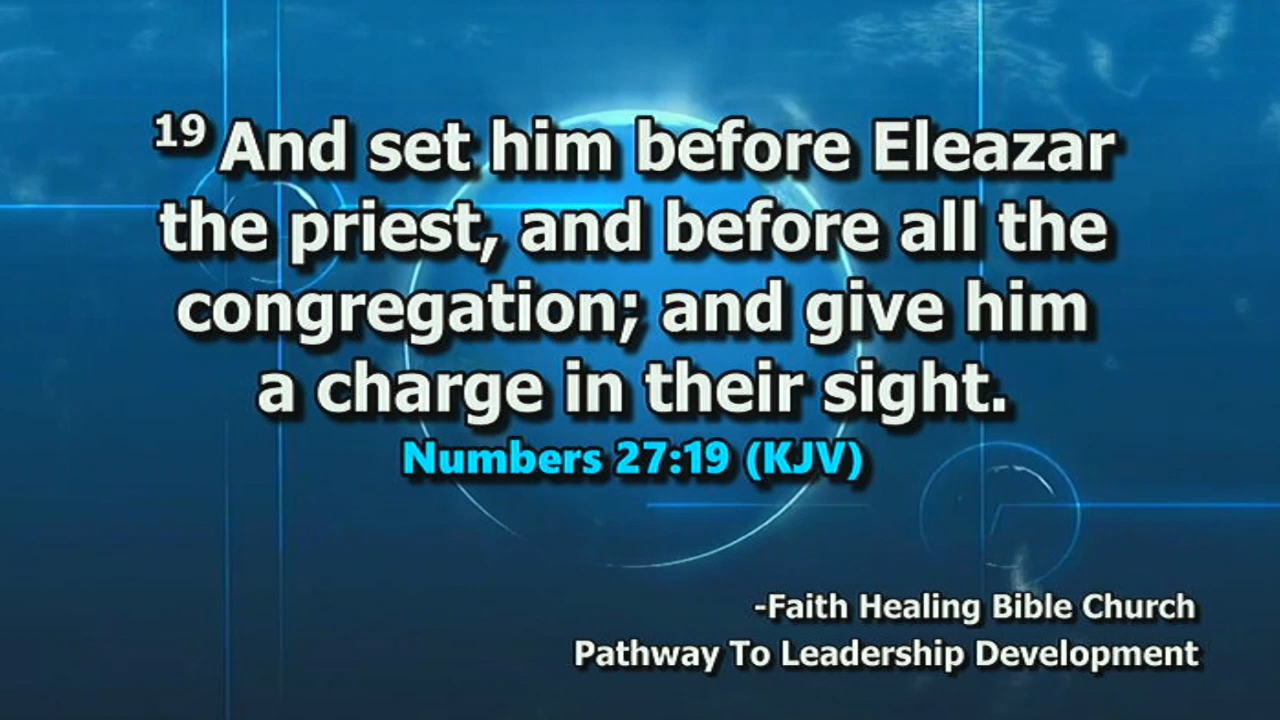 19 And set him before Eleazar
the priest, and before all the
congregation; and give him
a charge in their sight.
Numbers 27:19 (KJV)
-Faith Healing Bible Church
Pathway To Leadership Development